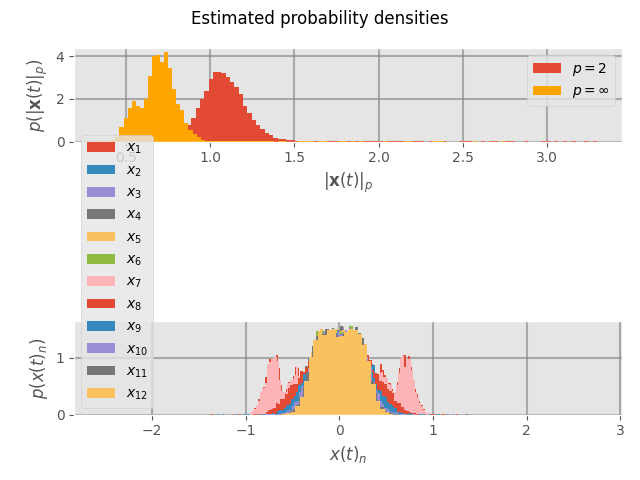 Estimated probability densities
p(|x(t)|ₚ)
4
2
0
p = 2
p = ∞
0.5 1.0 1.5 2.0 2.5 3.0
|x(t)|ₚ
x₁
x₂
x₃
x₄
x₅
x₆
x₇
x₈
x₉
x₁₀
x₁₁
x₁₂
p(x(t)ₙ)
1
0
−2 −1 0 1 2 3
x(t)ₙ